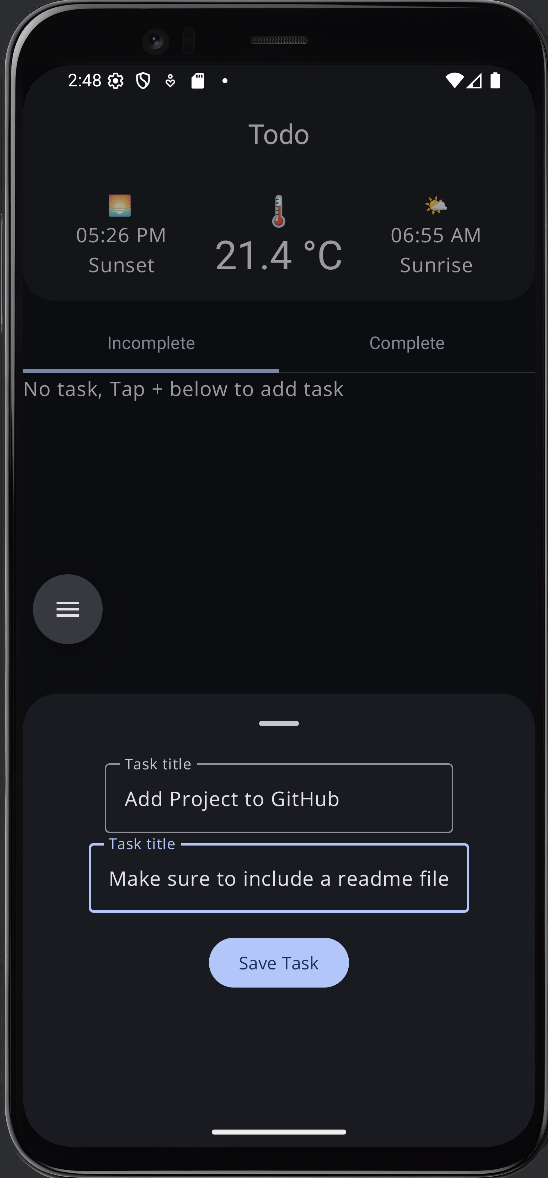 2:48
Todo
05:26 PM
Sunset
21.4 °C
06:55 AM
Sunrise
Incomplete
Complete
No task, Tap + below to add task
Task title
Add Project to GitHub
Task title
Make sure to include a readme file
Save Task